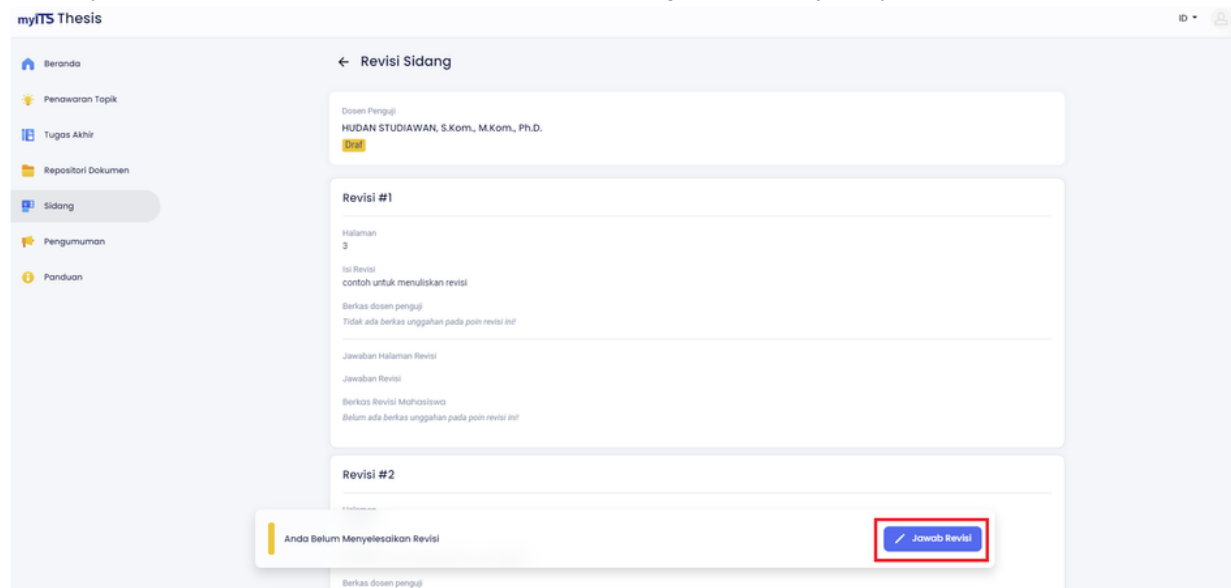 myITS Thesis
ID
Beranda
Penawaran Topik
Tugas Akhir
Repositori Dokumen
Sidang
Pengumuman
Panduan
← Revisi Sidang
Dosen Penguji
HUDAN STUDIAWAN, S.Kom., M.Kom., Ph.D.
Draf
Revisi #1
Halaman
3
Isi Revisi
contoh untuk menuliskan revisi
Berkas dosen penguji
Tidak ada berkas unggahan pada poin revisi ini!
Jawaban Halaman Revisi
Jawaban Revisi
Berkas Revisi Mahasiswa
Belum ada berkas unggahan pada poin revisi ini!
Revisi #2
Anda Belum Menyelesaikan Revisi
Jawab Revisi
Berkas dosen penguji